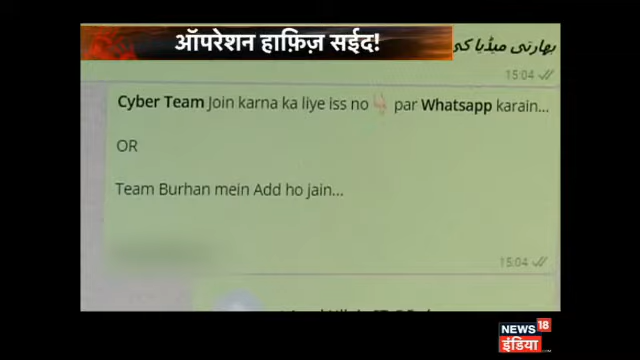 ऑपरेशन हाफ़िज़ सईद!
بھارتی میڈیا کی
15:04
Cyber Team Join karna ka liye iss no par Whatsapp karain...
OR
Team Burhan mein Add ho jain...
15:04
NEWS 18
इंडिया